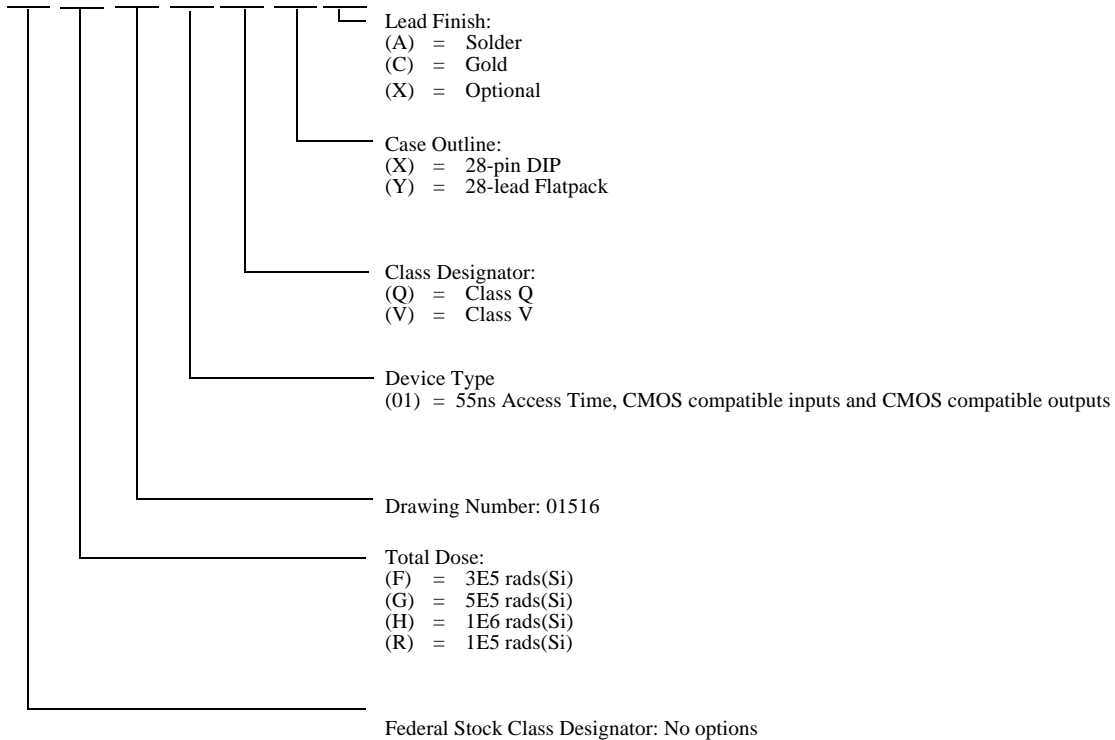 Lead Finish:
(A) = Solder
(C) = Gold
(X) = Optional
Case Outline:
(X) = 28-pin DIP
(Y) = 28-lead Flatpack
Class Designator:
(Q) = Class Q
(V) = Class V
Device Type
(01) = 55ns Access Time, CMOS compatible inputs and CMOS compatible outputs
Drawing Number: 01516
Total Dose:
(F) = 3E5 rads(Si)
(G) = 5E5 rads(Si)
(H) = 1E6 rads(Si)
(R) = 1E5 rads(Si)
Federal Stock Class Designator: No options